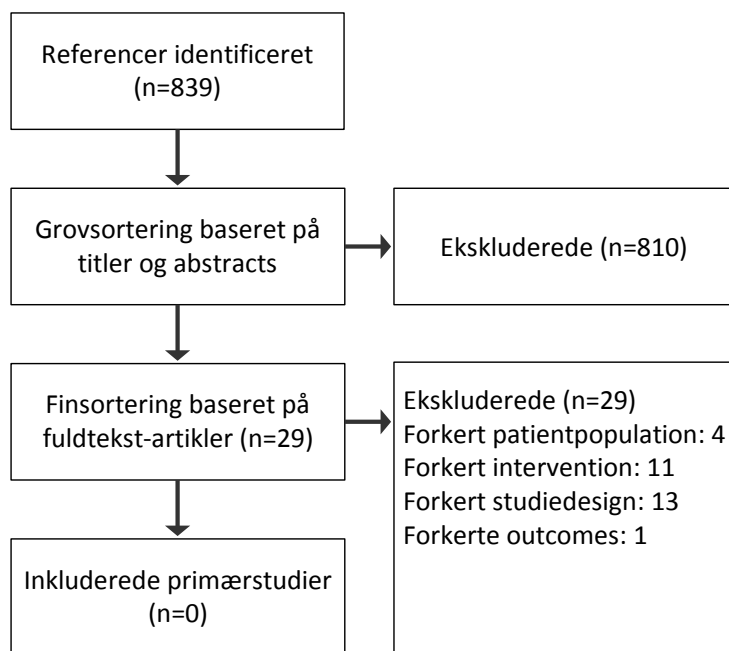 Referencer identificeret
(n=839)
Grovsortering baseret på
titler og abstracts
Ekskluderede (n=810)
Finsortering baseret på
fuldtekst-artikler (n=29)
Ekskluderede (n=29)
Forkert patientpopulation: 4
Forkert intervention: 11
Forkert studiedesign: 13
Forkerte outcomes: 1
Inkluderede primærstudier
(n=0)